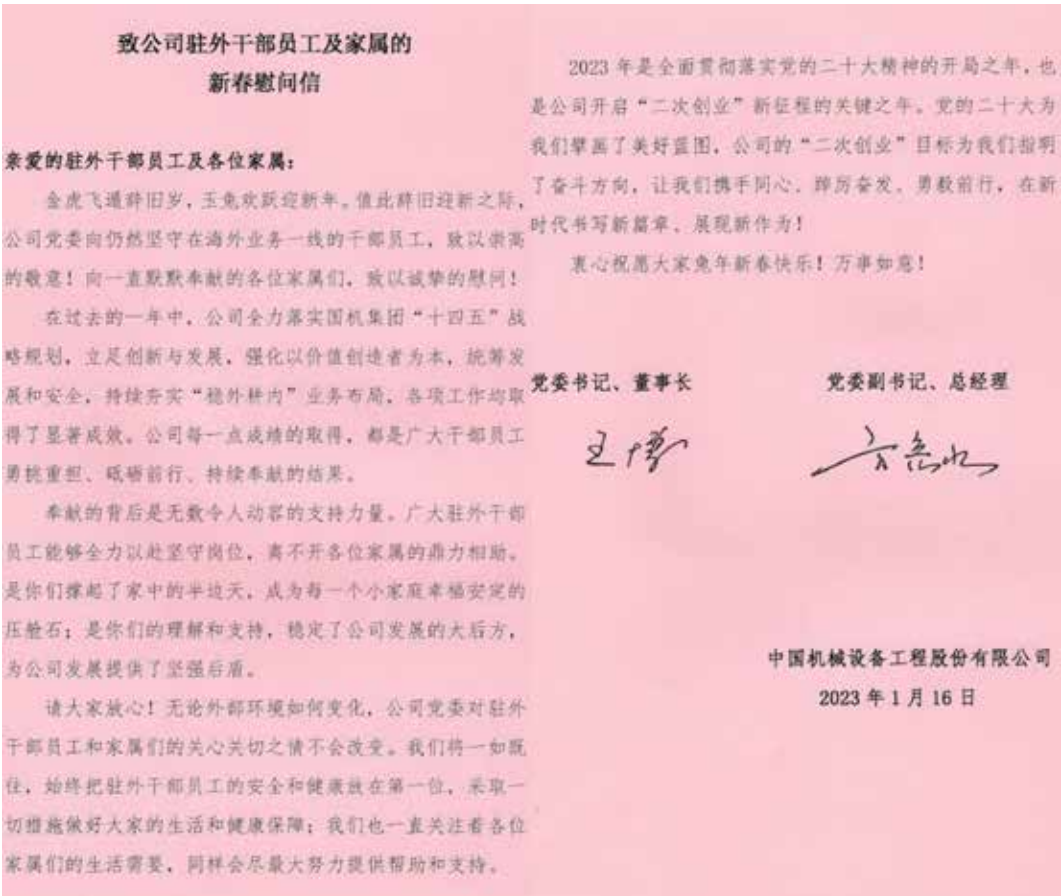 致公司驻外干部员工及家属的
新春慰问信
亲爱的驻外干部员工及各位家属：
金虎飞遁辞旧岁，玉兔欢跃迎新年。值此辞旧迎新之际，
公司党委向仍然坚守在海外业务一线的干部员工，致以崇高
的敬意！向一直默默奉献的各位家属们，致以诚挚的慰问！
在过去的一年中，公司全力落实国机集团“十四五”战
略规划，立足创新与发展，强化以价值创造者为本，统筹发
展和安全，持续夯实“稳外耕内”业务布局，各项工作均取
得了显著成效。公司每一点成绩的取得，都是广大干部员工
勇挑重担、砥砺前行、持续奉献的结果。
奉献的背后是无数令人动容的支持力量。广大驻外干部
员工能够全力以赴坚守岗位，离不开各位家属的鼎力相助。
是你们撑起了家中的半边天，成为每一个小家庭幸福安定的
压舱石；是你们的理解和支持，稳定了公司发展的大后方，
为公司发展提供了坚强后盾。
请大家放心！无论外部环境如何变化，公司党委对驻外
干部员工和家属们的关心关切之情不会改变。我们将一如既
往，始终把驻外干部员工的安全和健康放在第一位，采取一
切措施做好大家的生活和健康保障；我们也一直关注着各位
家属们的生活需要，同样会尽最大努力提供帮助和支持。
2023 年是全面贯彻落实党的二十大精神的开局之年，也
是公司开启“二次创业”新征程的关键之年。党的二十大为
我们擘画了美好蓝图，公司的“二次创业”目标为我们指明
了奋斗方向，让我们携手同心、踔厉奋发、勇毅前行，在新
时代书写新篇章、展现新作为！
衷心祝愿大家兔年新春快乐！万事如意！
党委书记、董事长
党委副书记、总经理
王博
中国机械设备工程股份有限公司
2023 年 1 月 16 日